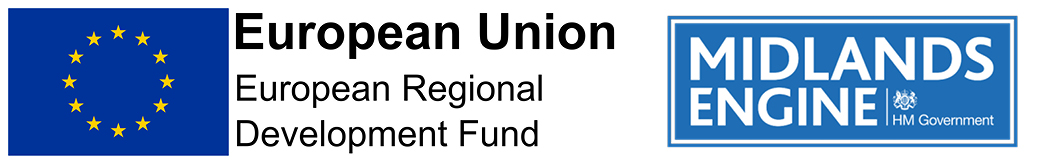 European Union
European Regional
Development Fund
MIDLANDS
ENGINE
HM Government